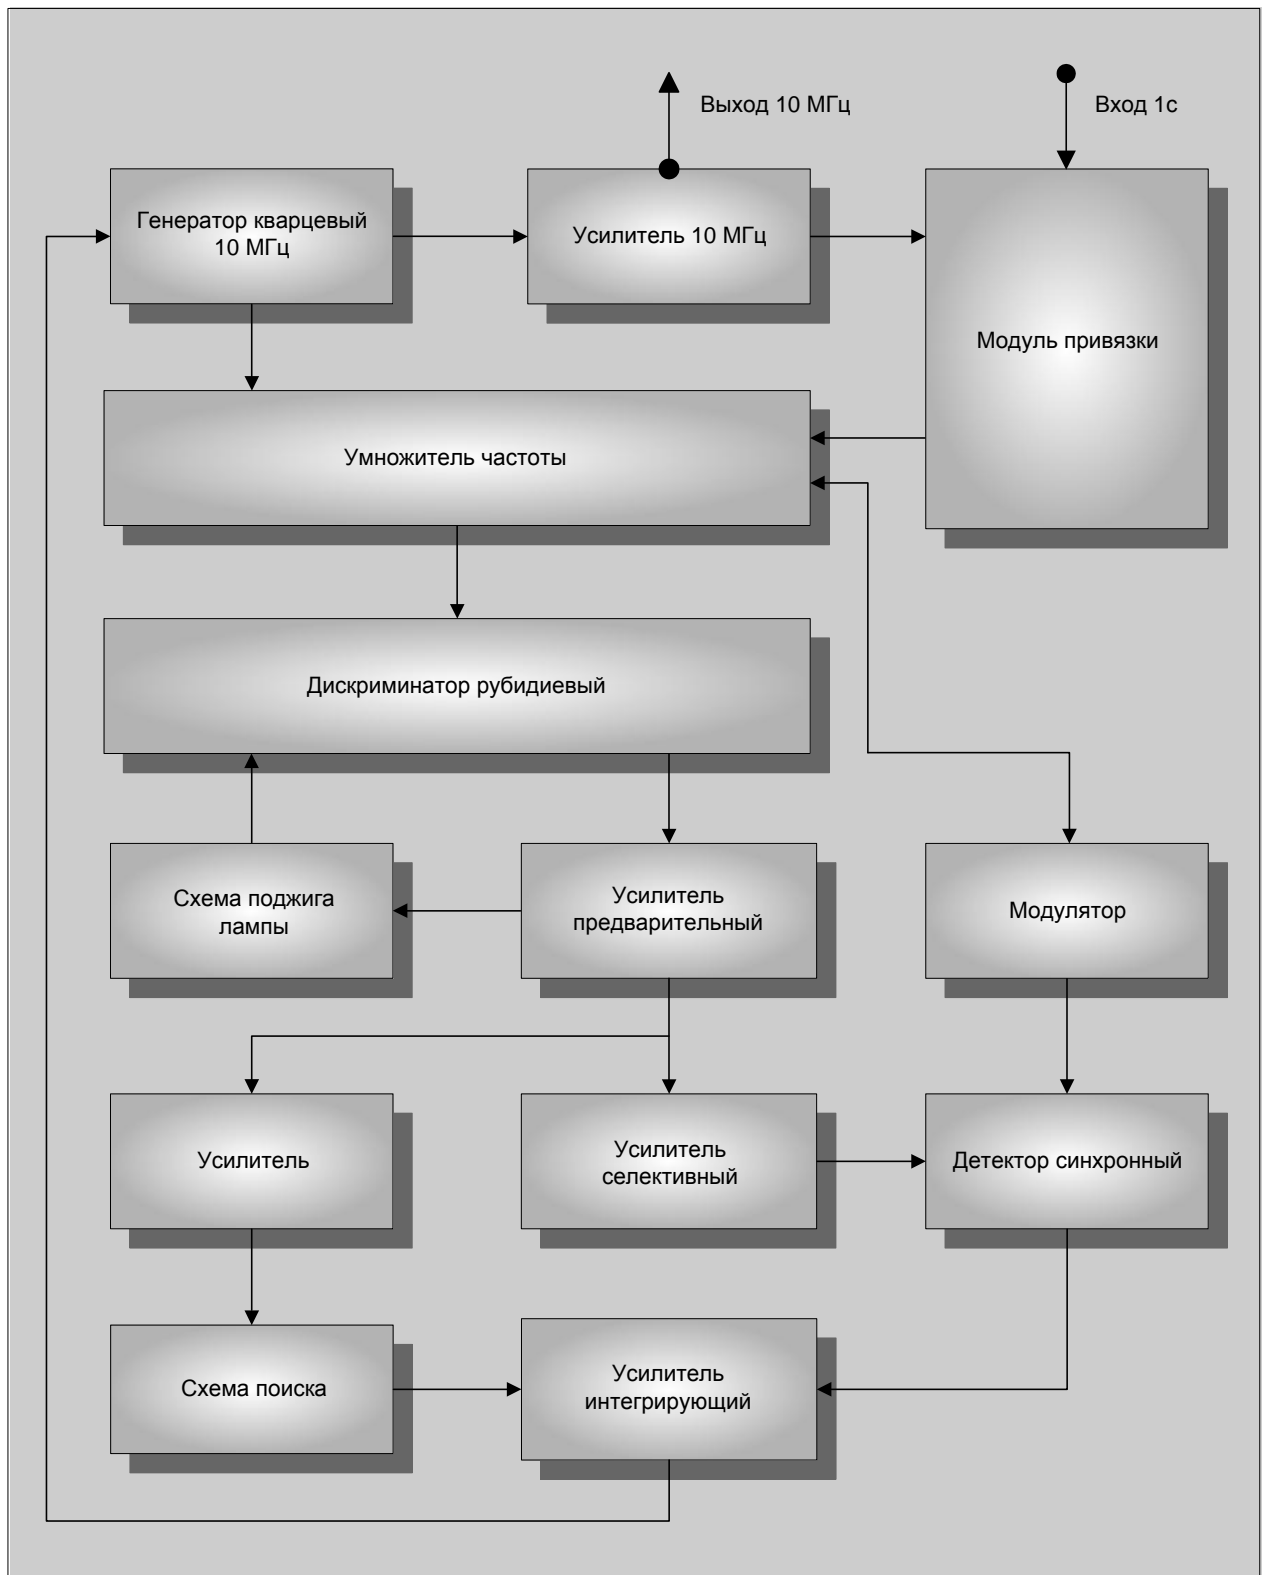 Выход 10 МГц
Вход 1с
Генератор кварцевый
10 МГц
Усилитель 10 МГц
Модуль привязки
Умножитель частоты
Дискриминатор рубидиевый
Схема поджига
лампы
Усилитель
предварительный
Модулятор
Усилитель
Усилитель
селективный
Детектор синхронный
Схема поиска
Усилитель
интегрирующий